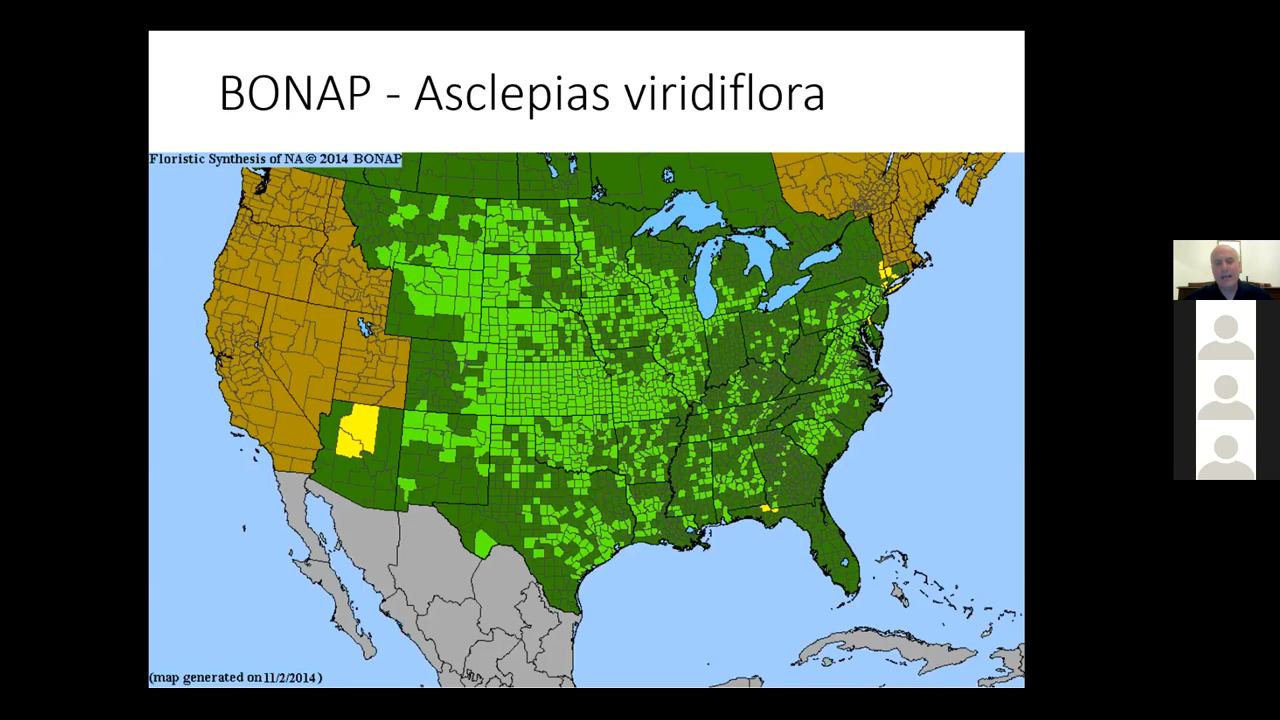 BONAP - Asclepias viridiflora
Floristic Synthesis of NA © 2014 BONAP
(map generated on 11/2/2014 )